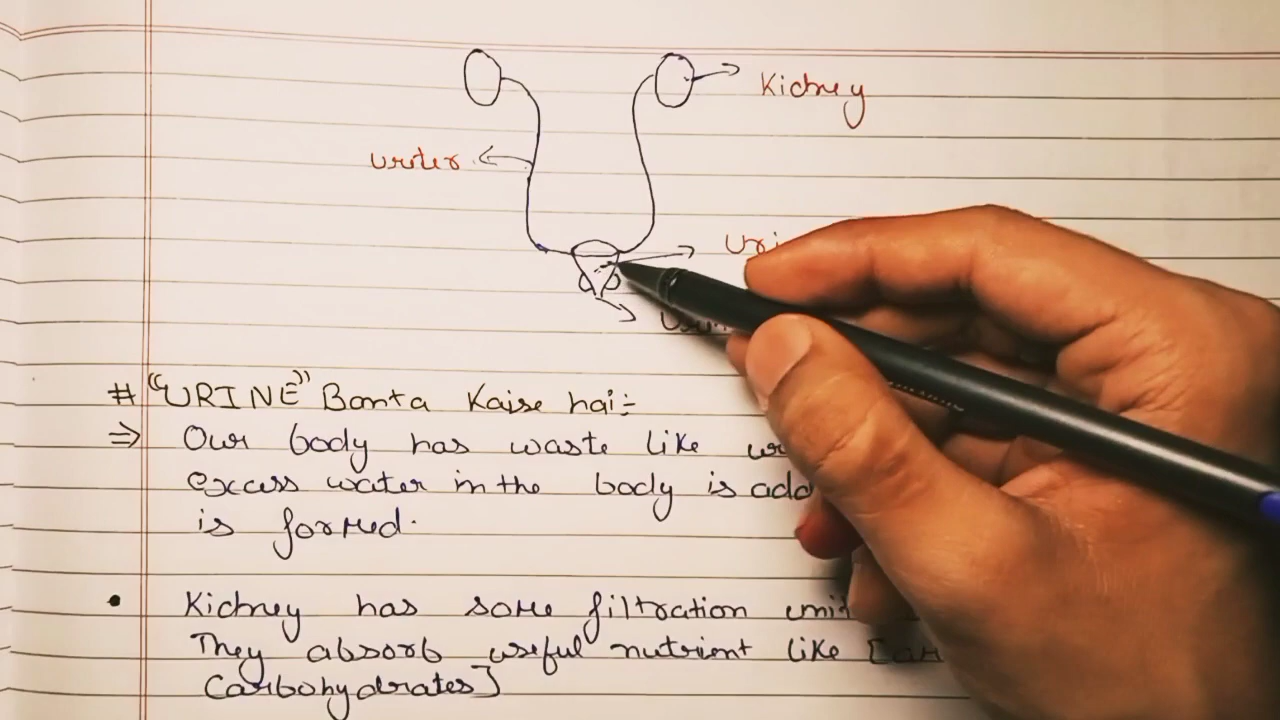 Kidney
ureter
# "URINE" Banta Kaise hai:-
⇒ Our body has waste like
excess water in the body is
is formed.
• Kidney has some filtration
They absorb useful nutrient like
Carbohydrates]